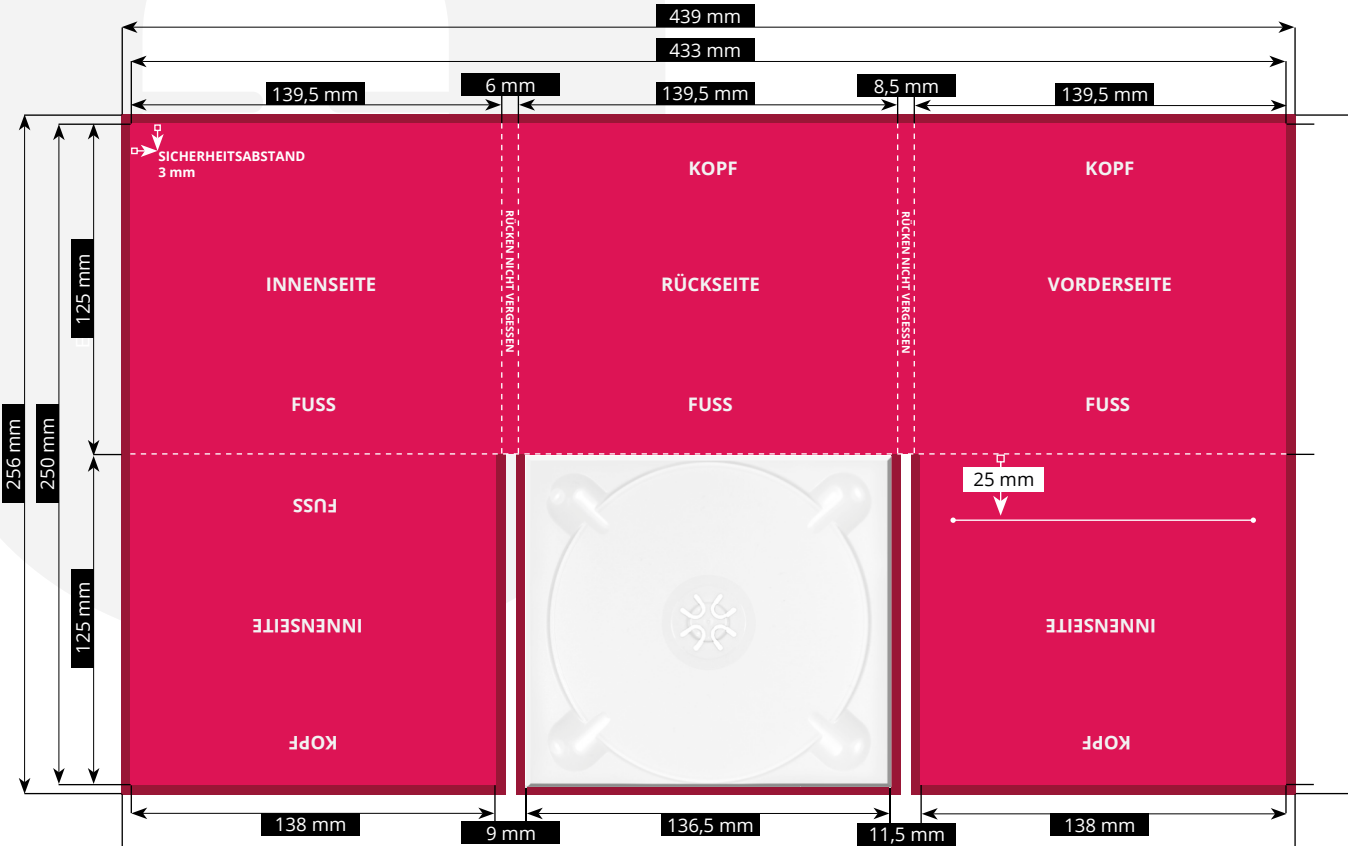 439 mm
433 mm
139,5 mm
6 mm
139,5 mm
8,5 mm
139,5 mm
SICHERHEITSABSTAND
3 mm
KOPF
KOPF
RÜCKEN NICHT VERGESSEN
RÜCKEN NICHT VERGESSEN
125 mm
INNENSEITE
RÜCKSEITE
VORDERSEITE
FUSS
FUSS
FUSS
256 mm
250 mm
25 mm
FUSS
125 mm
INNENSEITE
INNENSEITE
KOPF
KOPF
138 mm
9 mm
136,5 mm
11,5 mm
138 mm